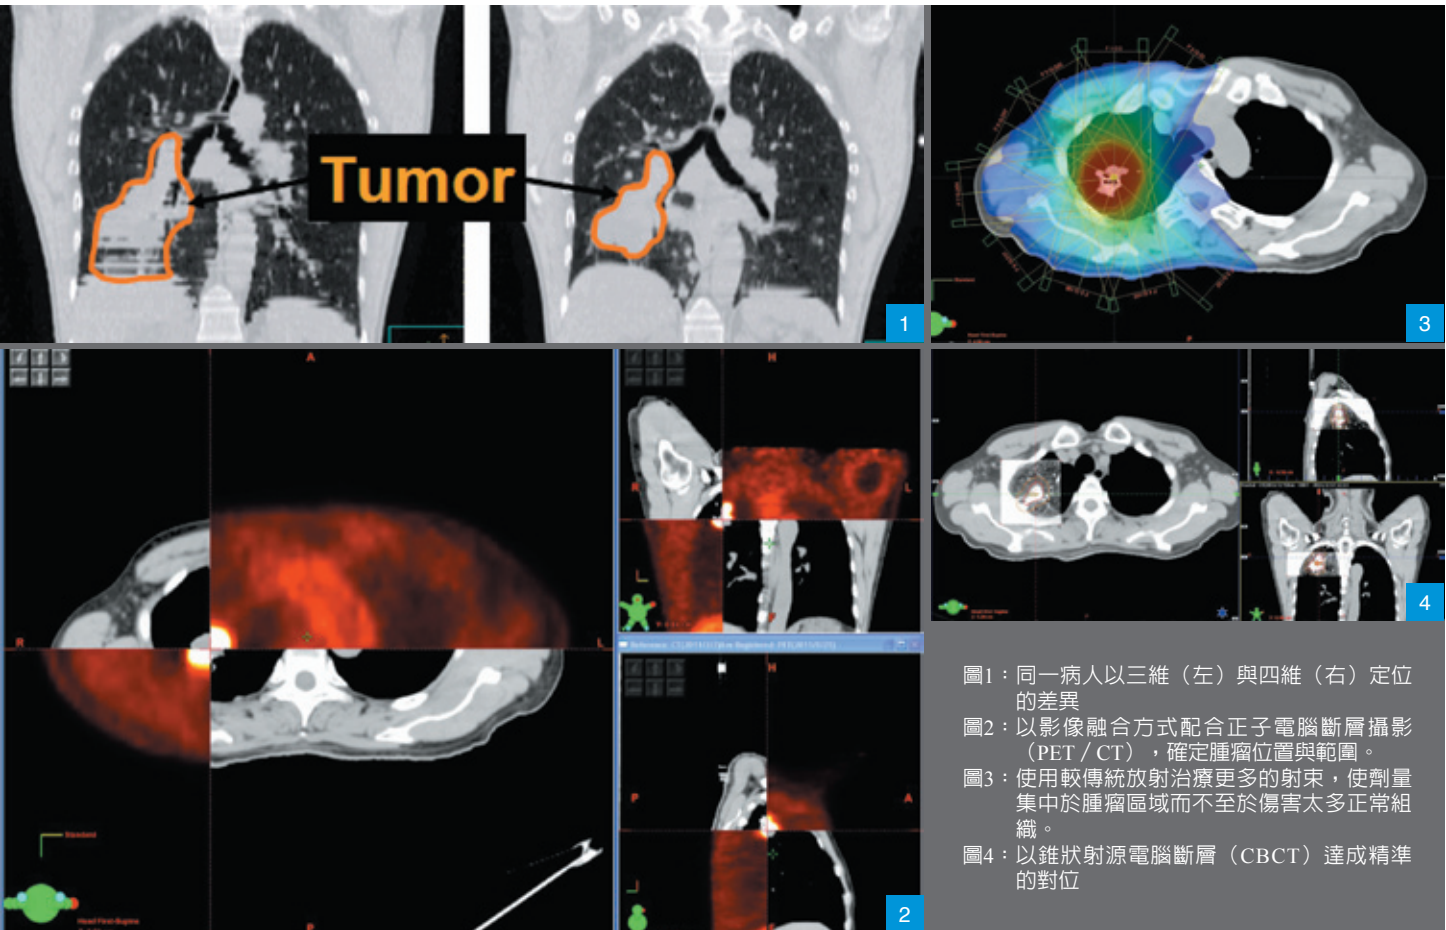 Tumor
1
3
A
H
R
L
R
L
Standard
Head First-Supine
H
P
A
2
4
圖1：同一病人以三維（左）與四維（右）定位
的差異
圖2：以影像融合方式配合正子電腦斷層攝影
（PET／CT），確定腫瘤位置與範圍。
圖3：使用較傳統放射治療更多的射束，使劑量
集中於腫瘤區域而不至於傷害太多正常組
織。
圖4：以錐狀射源電腦斷層（CBCT）達成精準
的對位